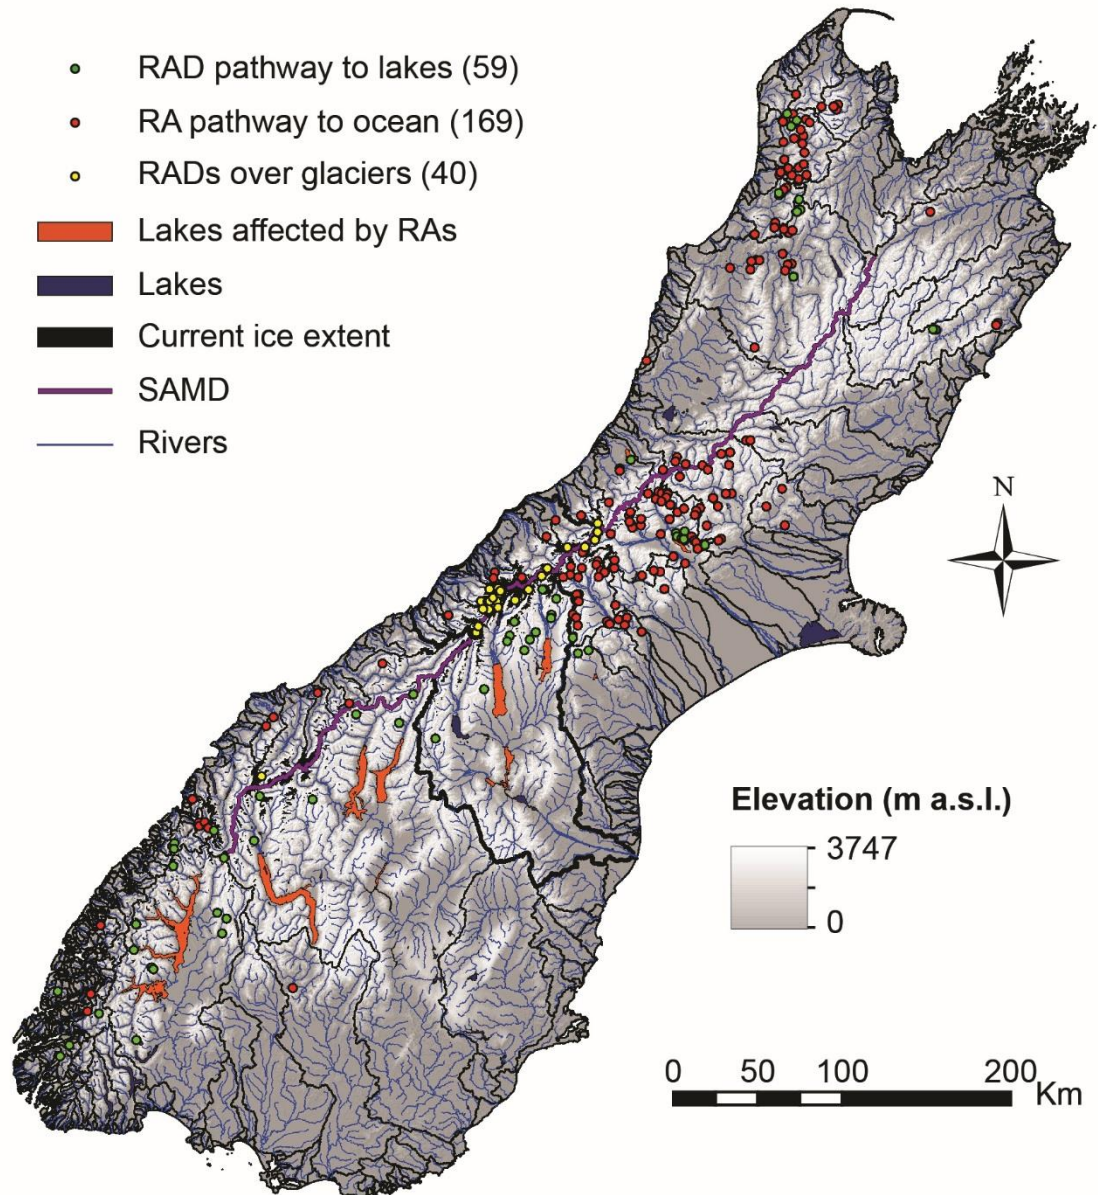 RAD pathway to lakes (59)
RA pathway to ocean (169)
RADs over glaciers (40)
Lakes affected by RAs
Lakes
Current ice extent
SAMD
Rivers
N
Elevation (m a.s.l.)
3747
0
0 50 100 200 Km